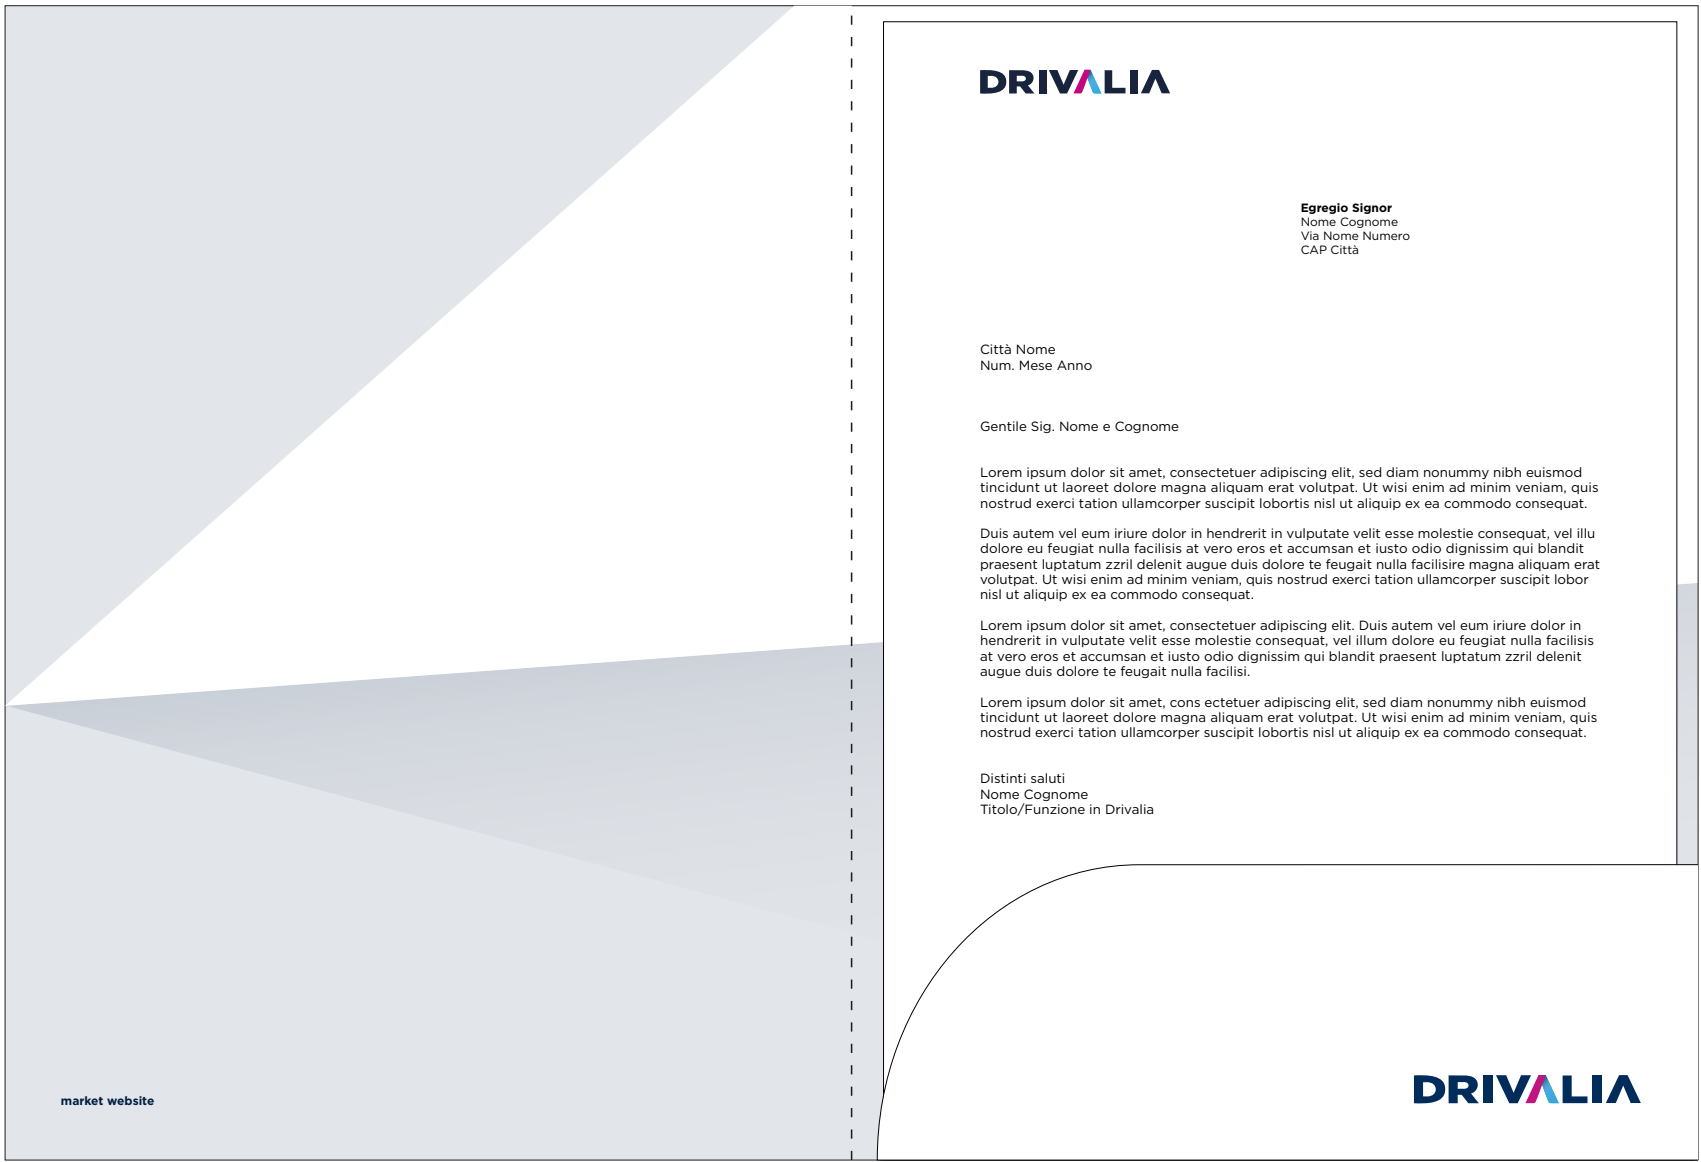 DRIVALIA
Egregio Signor
Nome Cognome
Via Nome Numero
CAP Città
Città Nome
Num. Mese Anno
Gentile Sig. Nome e Cognome
Lorem ipsum dolor sit amet, consectetuer adipiscing elit, sed diam nonummy nibh euismod
tincidunt ut laoreet dolore magna aliquam erat volutpat. Ut wisi enim ad minim veniam, quis
nostrud exerci tation ullamcorper suscipit lobortis nisl ut aliquip ex ea commodo consequat.
Duis autem vel eum iriure dolor in hendrerit in vulputate velit esse molestie consequat, vel illu
dolore eu feugiat nulla facilisis at vero eros et accumsan et iusto odio dignissim qui blandit
praesent luptatum zzril delenit augue duis dolore te feugait nulla facilisire magna aliquam erat
volutpat. Ut wisi enim ad minim veniam, quis nostrud exerci tation ullamcorper suscipit lobor
nisl ut aliquip ex ea commodo consequat.
Lorem ipsum dolor sit amet, consectetuer adipiscing elit. Duis autem vel eum iriure dolor in
hendrerit in vulputate velit esse molestie consequat, vel illum dolore eu feugiat nulla facilisis
at vero eros et accumsan et iusto odio dignissim qui blandit praesent luptatum zzril delenit
augue duis dolore te feugait nulla facilisi.
Lorem ipsum dolor sit amet, cons ectetuer adipiscing elit, sed diam nonummy nibh euismod
tincidunt ut laoreet dolore magna aliquam erat volutpat. Ut wisi enim ad minim veniam, quis
nostrud exerci tation ullamcorper suscipit lobortis nisl ut aliquip ex ea commodo consequat.
Distinti saluti
Nome Cognome
Titolo/Funzione in Drivalia
market website
DRIVALIA